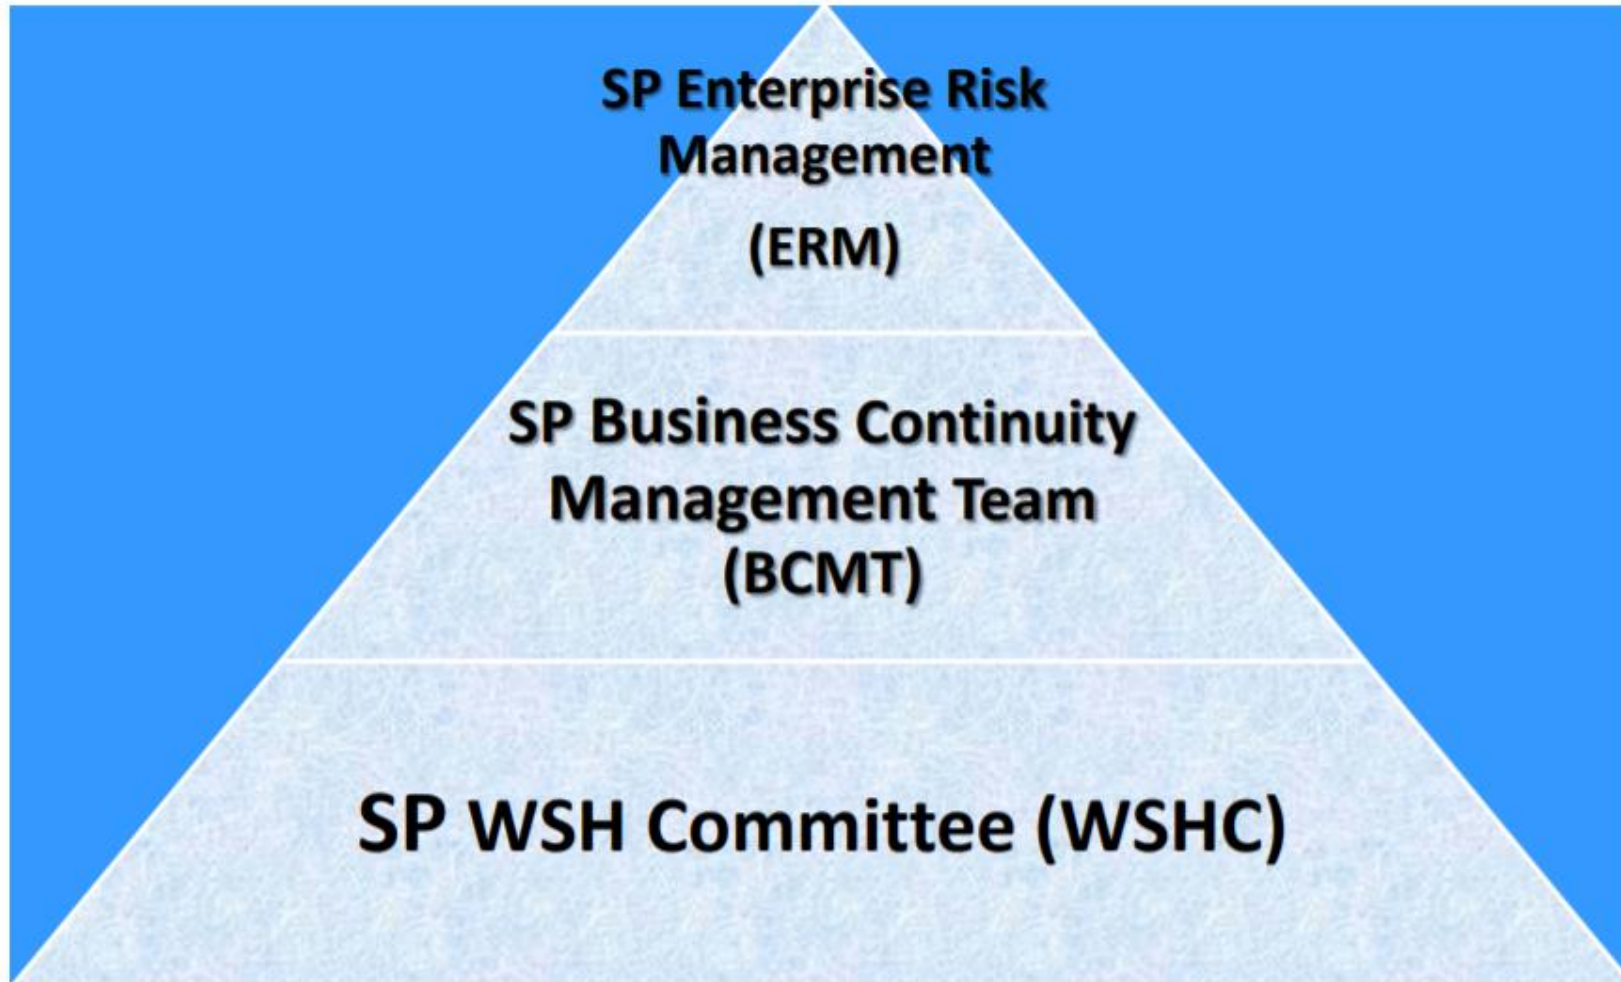 SP Enterprise Risk
Management
(ERM)
SP Business Continuity
Management Team
(BCMT)
SP WSH Committee (WSHC)